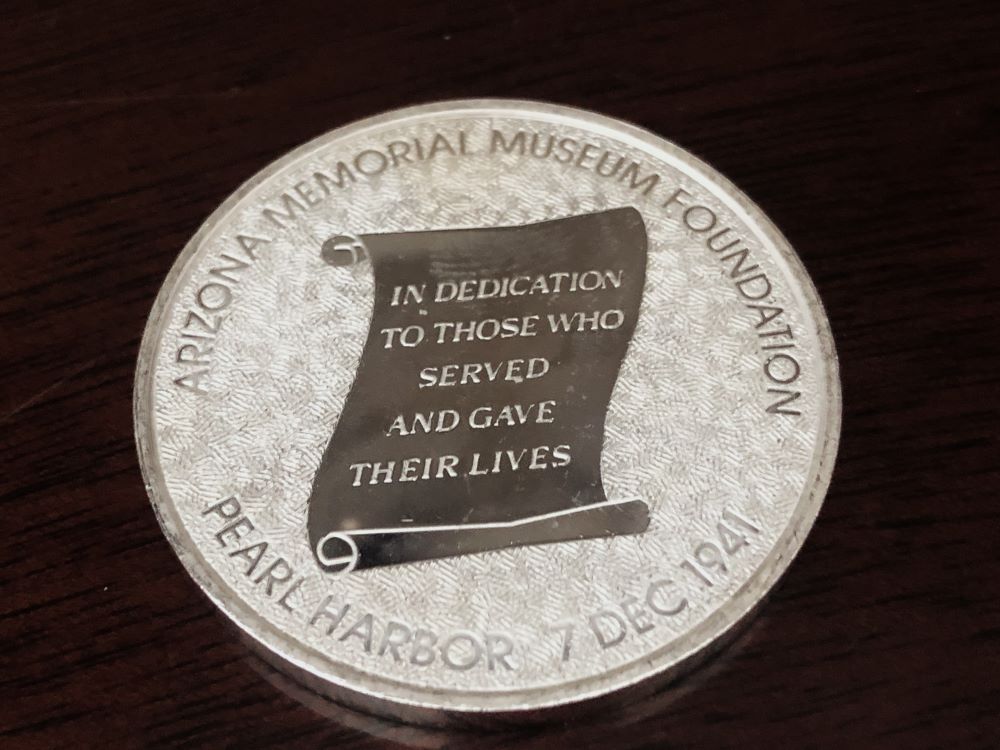 ARIZONA MEMORIAL MUSEUM FOUNDATION
IN DEDICATION
TO THOSE WHO
SERVED
AND GAVE
THEIR LIVES
PEARL HARBOR 7 DEC 1941